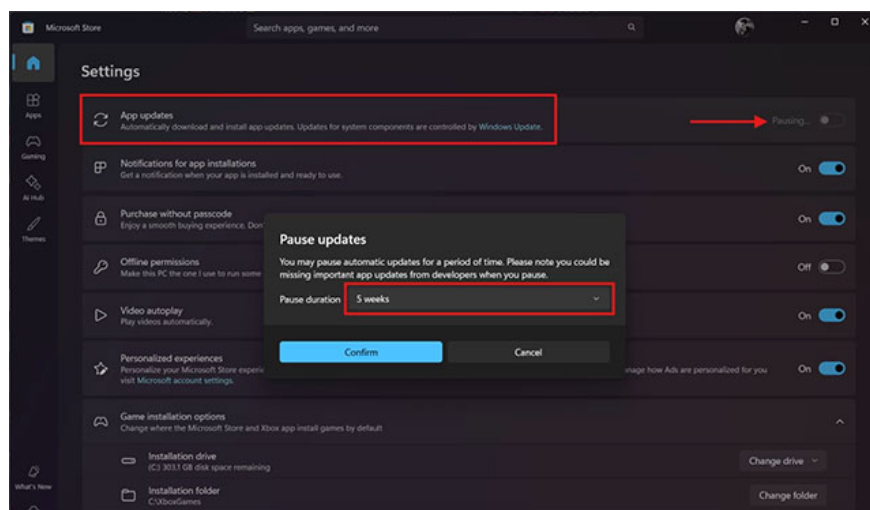 Microsoft Store
Search apps, games, and more
Settings
Apps
Gaming
AI Hub
Themes
What's New
App updates
Automatically download and install app updates. Updates for system components are controlled by Windows Update.
Pausing...
Notifications for app installations
Get a notification when your app is installed and ready to use.
On
Purchase without passcode
Enjoy a smooth buying experience. Don
On
Offline permissions
Make this PC the one I use to run some
Off
Video autoplay
Play videos automatically.
On
Personalized experiences
Personalize your Microsoft Store experie
nage how Ads are personalized for you
visit Microsoft account settings.
On
Game installation options
Change where the Microsoft Store and Xbox app install games by default
Installation drive
(C:) 303.1 GB disk space remaining
Change drive
Installation folder
C:\XboxGames
Change folder
Pause updates
You may pause automatic updates for a period of time. Please note you could be
missing important app updates from developers when you pause.
Pause duration
5 weeks
Confirm
Cancel